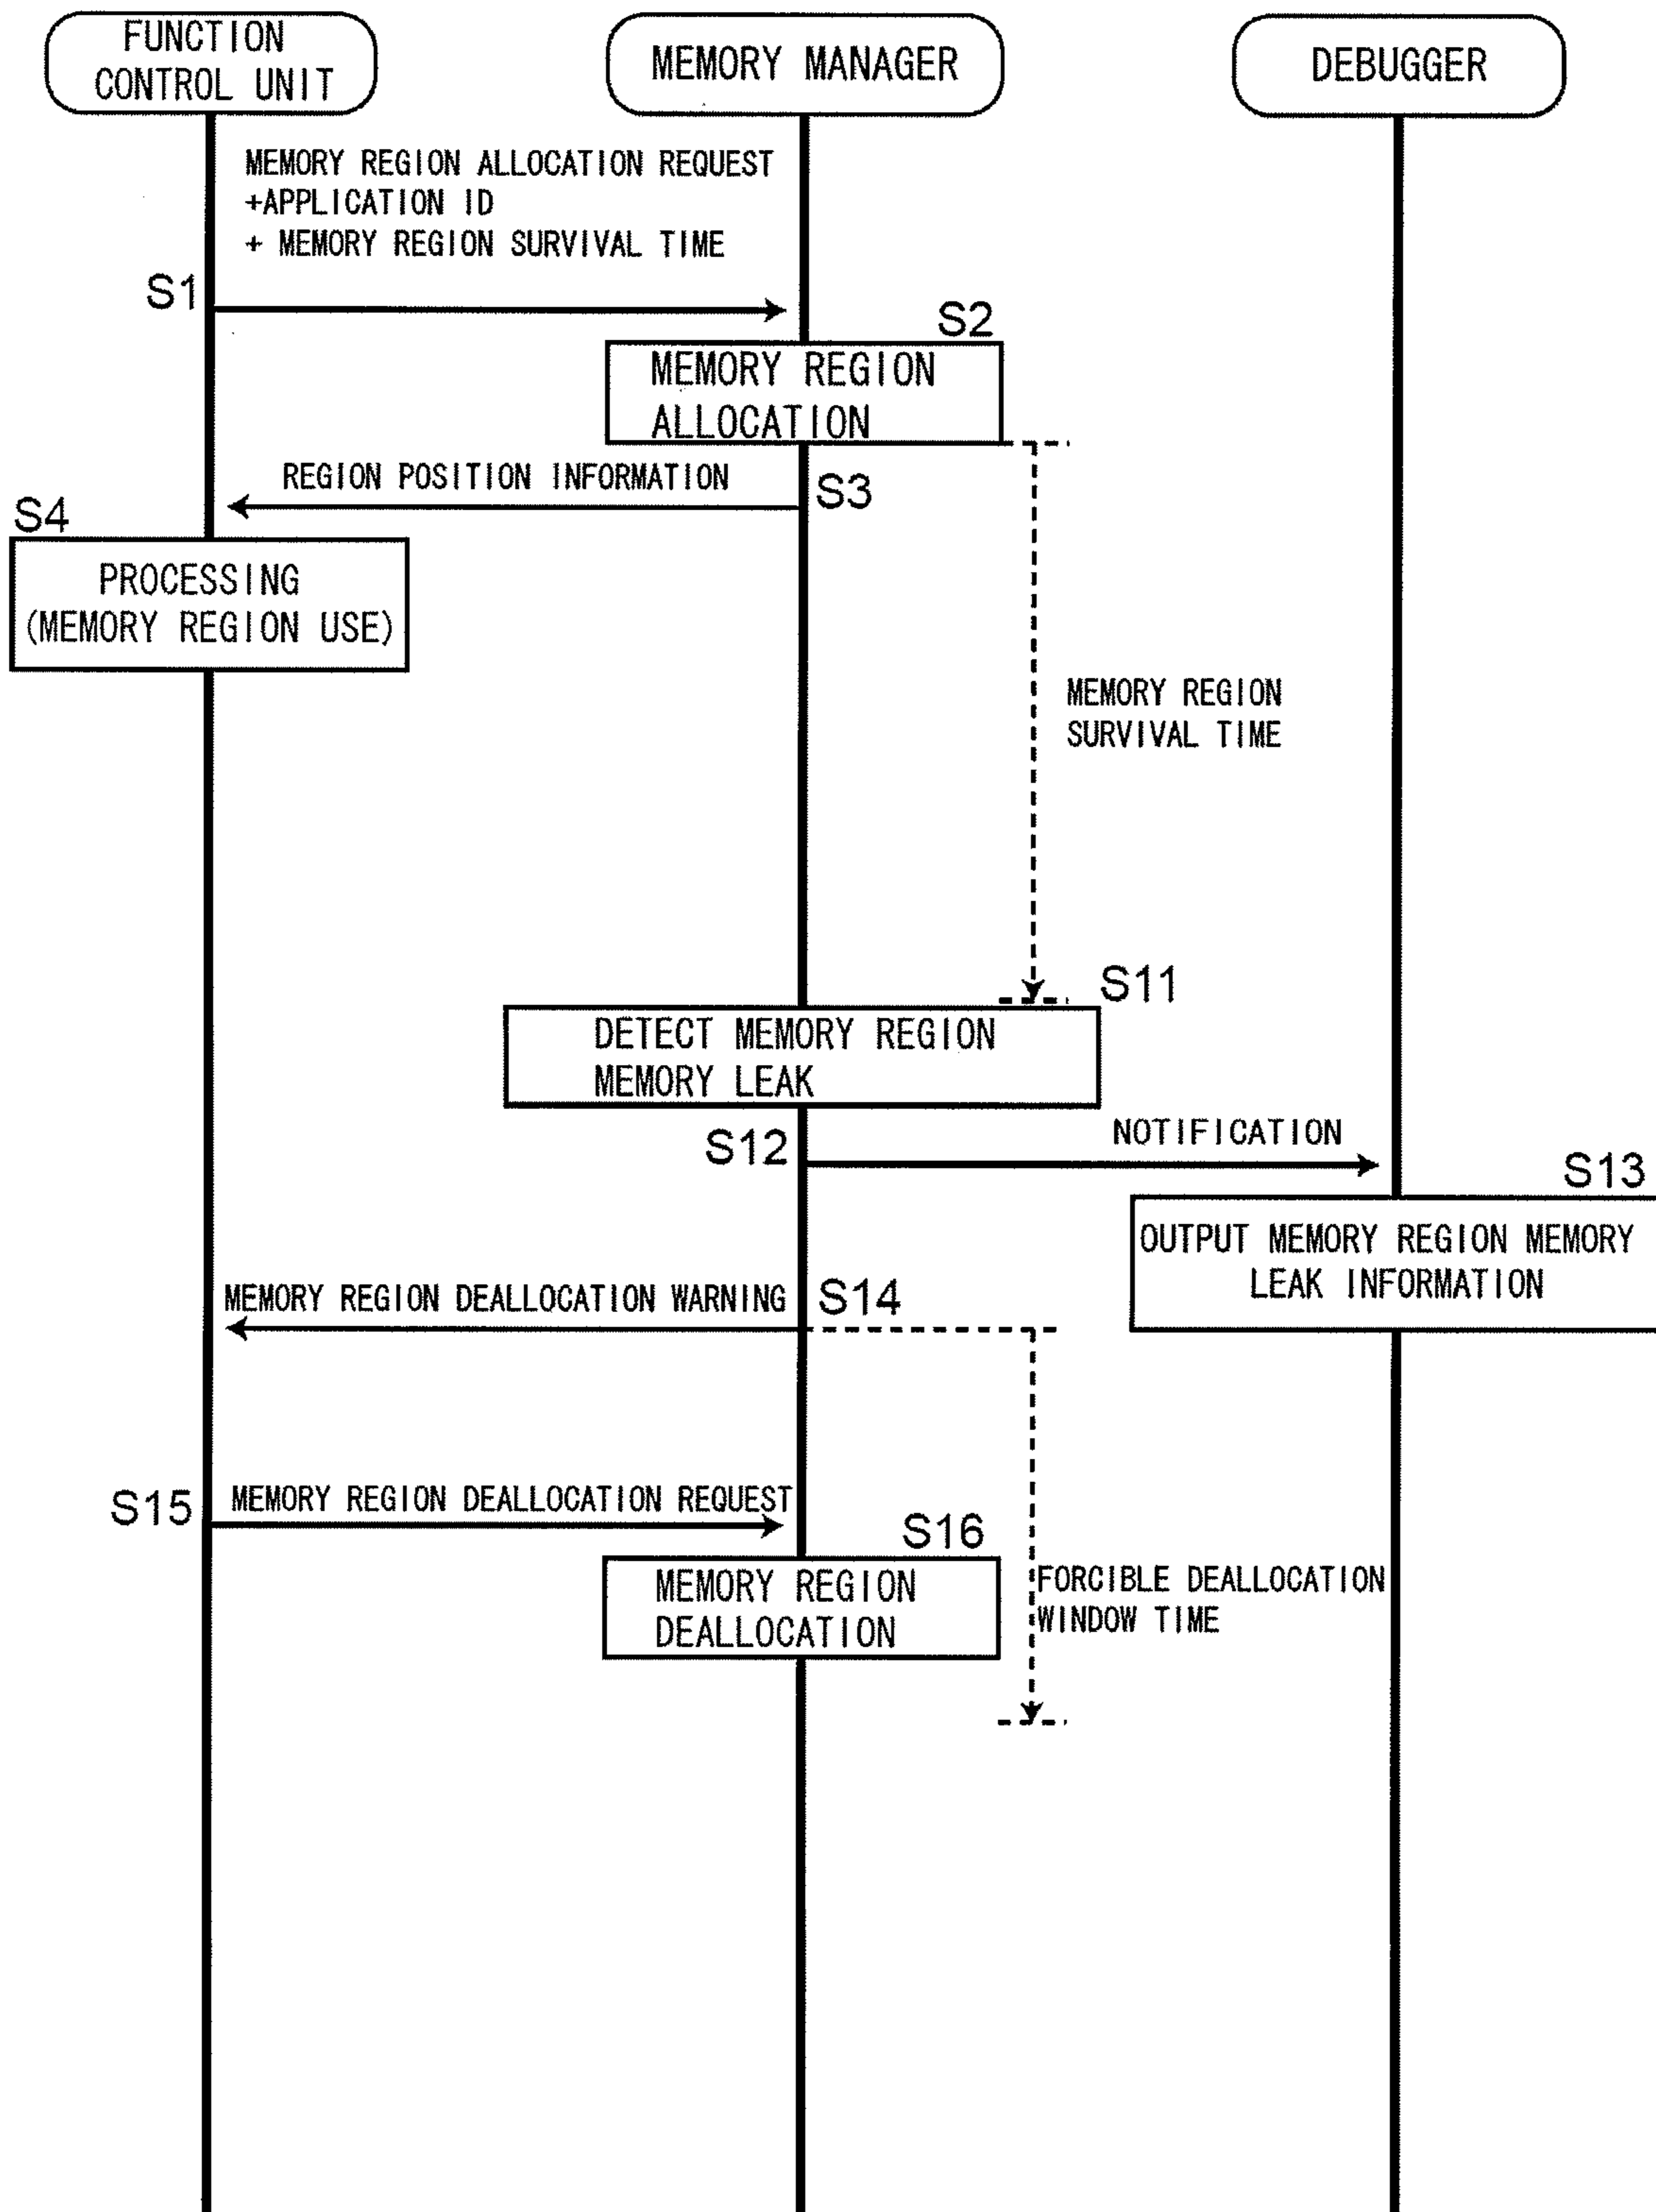 FUNCTION
CONTROL UNIT
MEMORY MANAGER
DEBUGGER
MEMORY REGION ALLOCATION REQUEST
+APPLICATION ID
+ MEMORY REGION SURVIVAL TIME
S1
S2
MEMORY REGION
ALLOCATION
REGION POSITION INFORMATION
S3
S4
PROCESSING
(MEMORY REGION USE)
MEMORY REGION
SURVIVAL TIME
S11
DETECT MEMORY REGION
MEMORY LEAK
S12
NOTIFICATION
S13
OUTPUT MEMORY REGION MEMORY
LEAK INFORMATION
MEMORY REGION DEALLOCATION WARNING
S14
S15
MEMORY REGION DEALLOCATION REQUEST
S16
MEMORY REGION
DEALLOCATION
FORCIBLE DEALLOCATION
WINDOW TIME